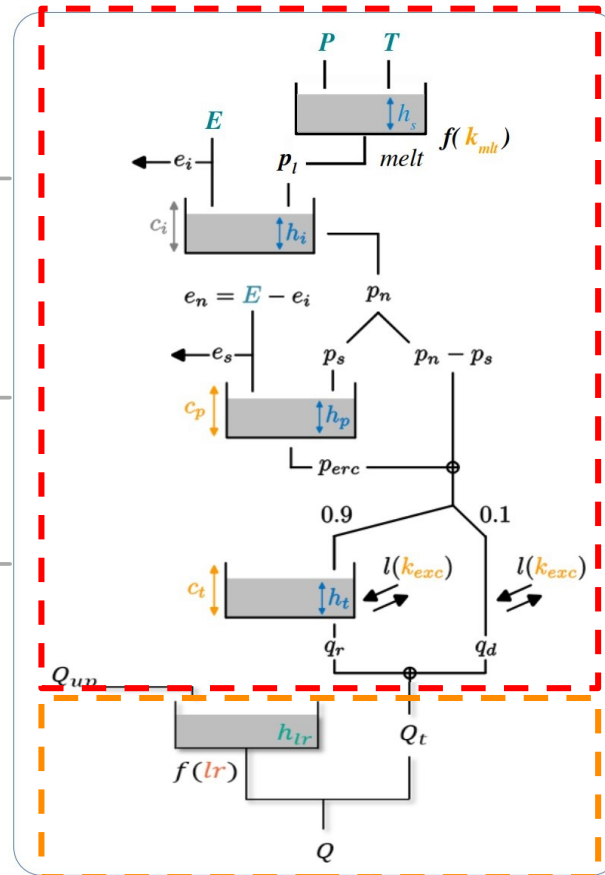 P T
h_s
f(k_mlt)
E
melt
p_l
e_i
c_i
h_i
e_n = E − e_i
p_n
e_s
p_s
p_n − p_s
c_p
h_p
p_erc
0.9
0.1
l(k_exc)
l(k_exc)
c_t
h_t
q_r
q_d
Q_up
h_lr
Q_t
f(lr)
Q